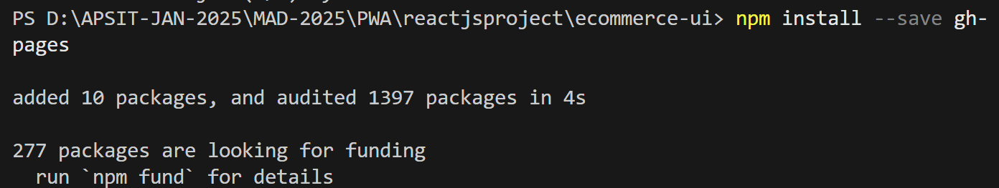 PS D:\APSIT-JAN-2025\MAD-2025\PWA\reactjsproject\ecommerce-ui> npm install --save gh-
pages
added 10 packages, and audited 1397 packages in 4s
277 packages are looking for funding
  run `npm fund` for details